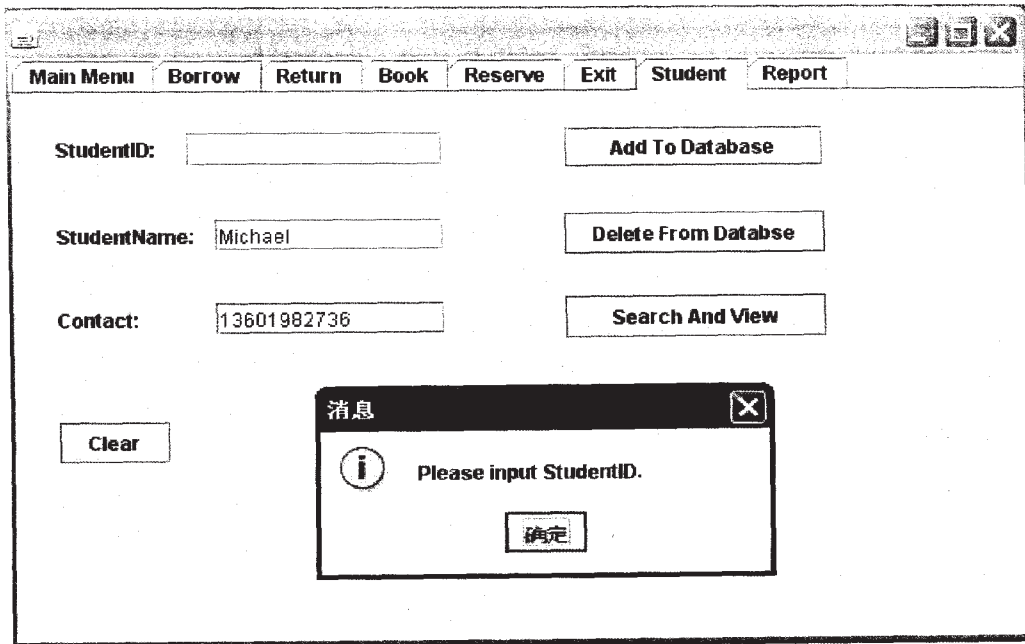 Main Menu Borrow Return Book Reserve Exit Student Report
StudentID:
Add To Database
StudentName: Michael
Delete From Databse
Contact: 13601982736
Search And View
Clear
消息
Please input StudentID.
确定